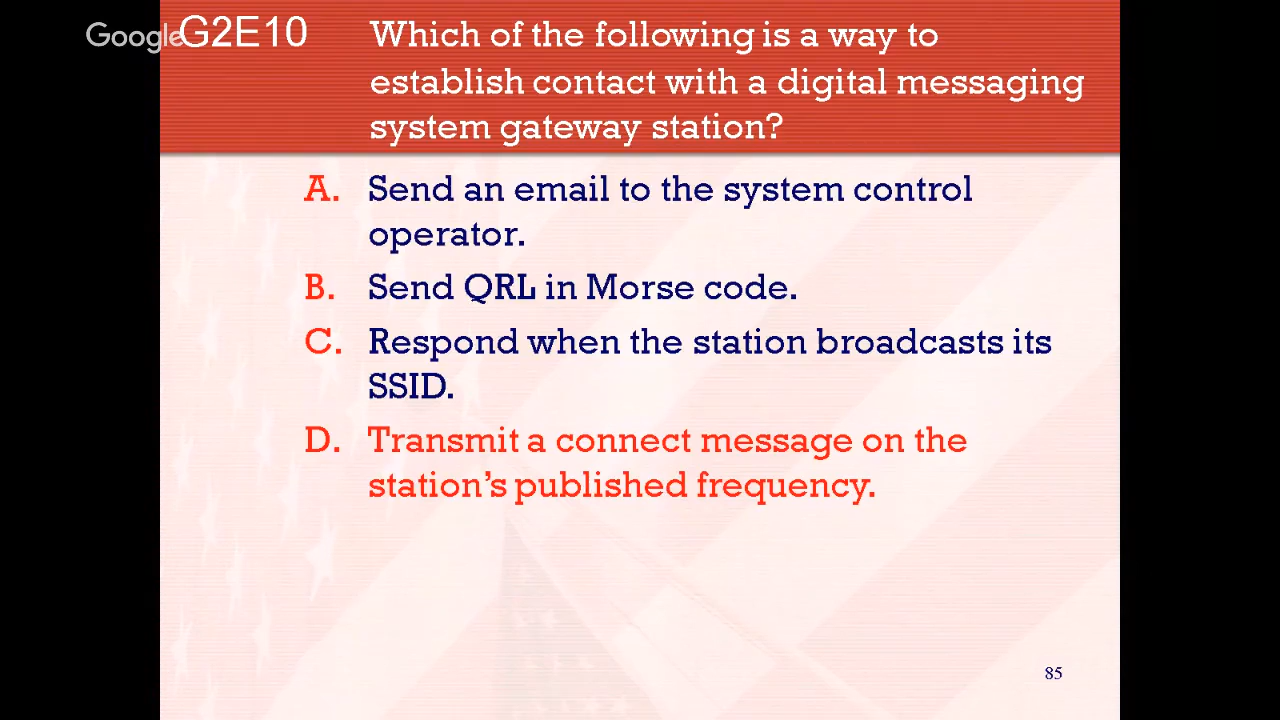 Google G2E10 Which of the following is a way to
establish contact with a digital messaging
system gateway station?
A. Send an email to the system control
operator.
B. Send QRL in Morse code.
C. Respond when the station broadcasts its
SSID.
D. Transmit a connect message on the
station's published frequency.
85